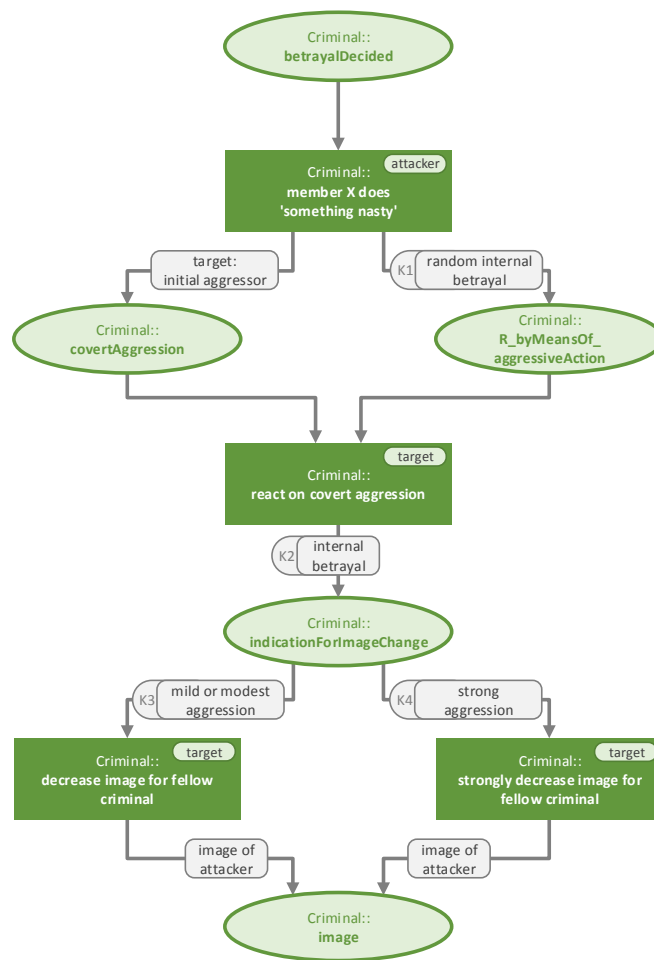 Criminal::
betrayalDecided
attacker
Criminal::
member X does
'something nasty'
target:
initial aggressor
K1
random internal
betrayal
Criminal::
covertAggression
Criminal::
R_byMeansOf_
aggressiveAction
target
Criminal::
react on covert aggression
K2
internal
betrayal
Criminal::
indicationForImageChange
K3
mild or modest
aggression
K4
strong
aggression
target
Criminal::
decrease image for fellow
criminal
target
Criminal::
strongly decrease image for
fellow criminal
image of
attacker
image of
attacker
Criminal::
image